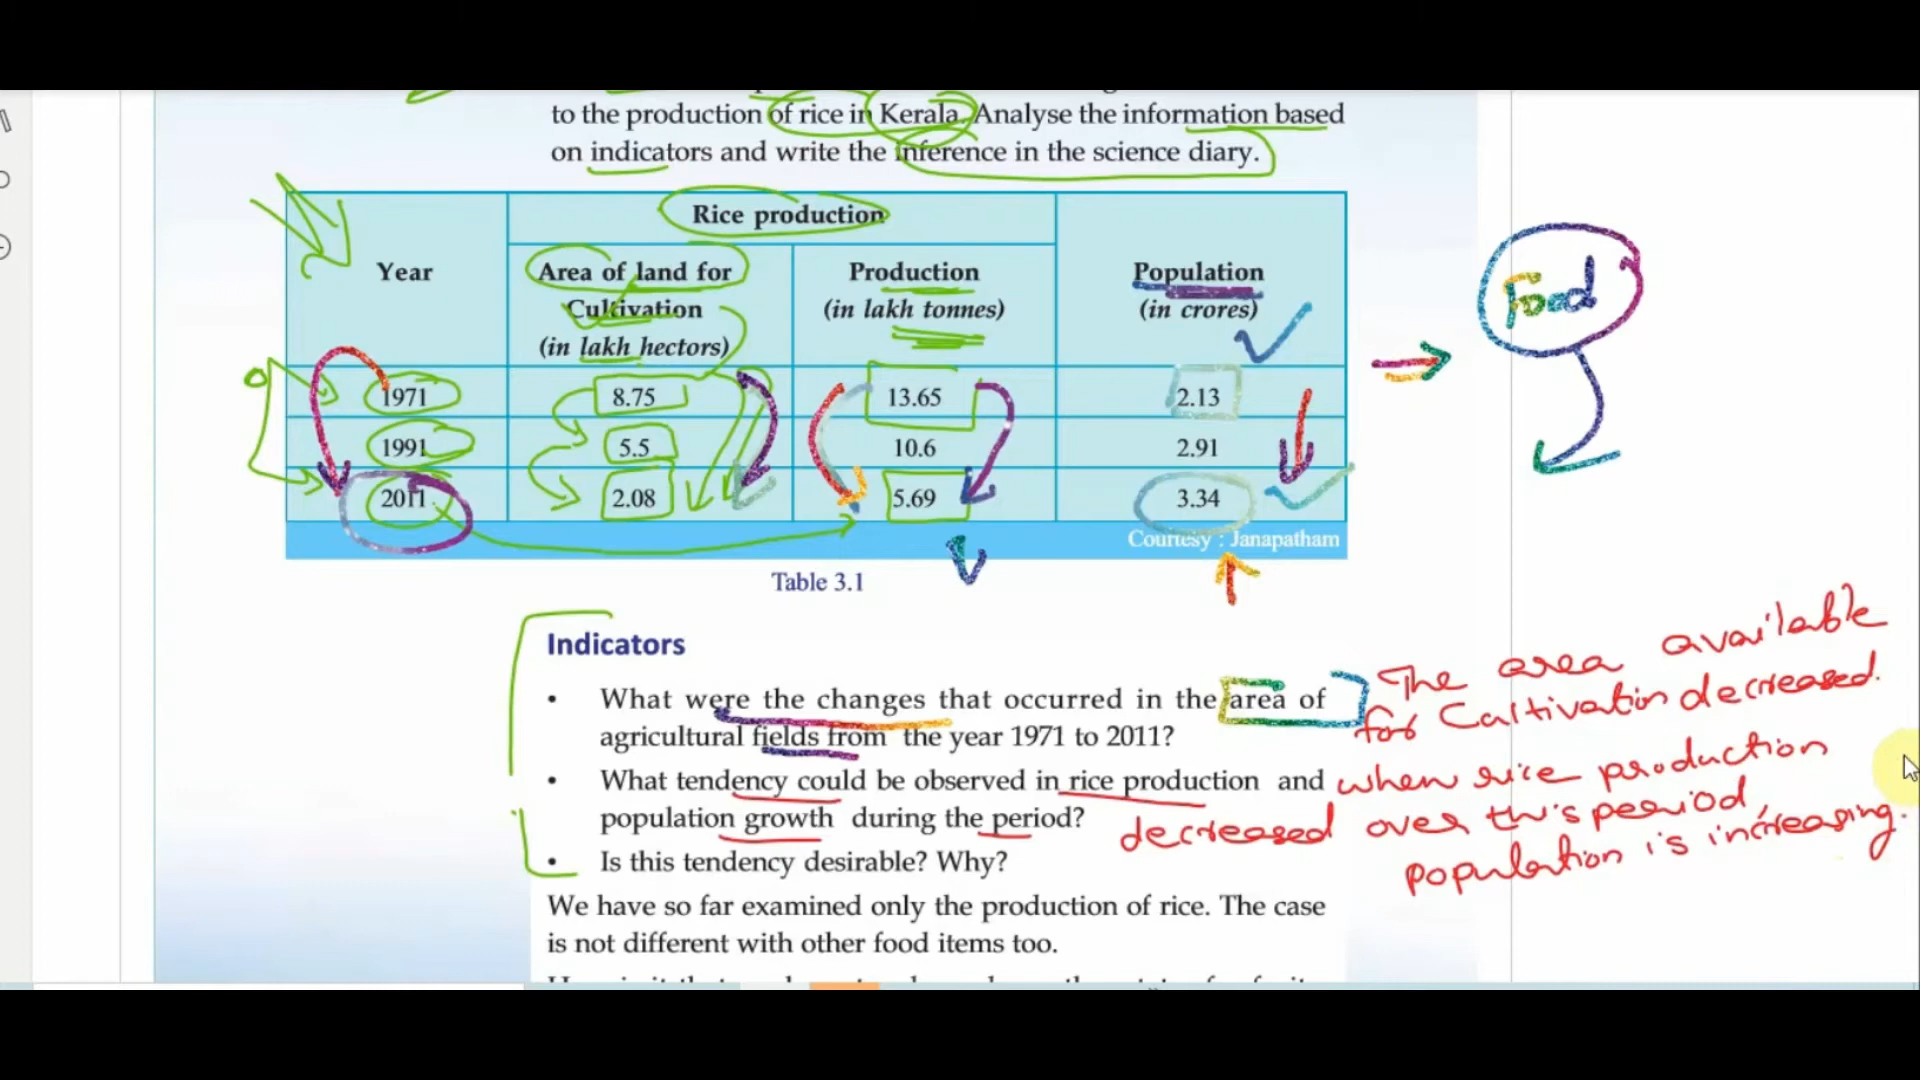 to the production of rice in Kerala. Analyse the information based
on indicators and write the inference in the science diary.
Rice production
Year
Area of land for
Cultivation
(in lakh hectors)
Production
(in lakh tonnes)
Population
(in crores)
Food
1971 8.75 13.65 2.13
1991 5.5 10.6 2.91
2011 2.08 5.69 3.34
Courtesy : Janapatham
Table 3.1
Indicators
• What were the changes that occurred in the area of
agricultural fields from the year 1971 to 2011?
The area available
for Cultivation decreased.
• What tendency could be observed in rice production and
population growth during the period?
when rice production
decreased over this period,
population is increasing.
• Is this tendency desirable? Why?
We have so far examined only the production of rice. The case
is not different with other food items too.